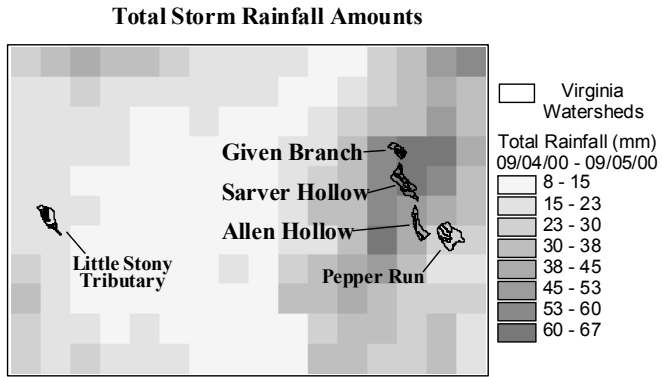 Total Storm Rainfall Amounts
Given Branch
Sarver Hollow
Allen Hollow
Little Stony
Tributary
Pepper Run
Virginia
Watersheds
Total Rainfall (mm)
09/04/00 - 09/05/00
8 - 15
15 - 23
23 - 30
30 - 38
38 - 45
45 - 53
53 - 60
60 - 67